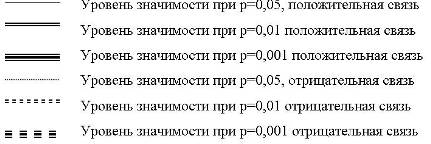 Уровень значимости при p=0,05, положительная связь
Уровень значимости при p=0,01 положительная связь
Уровень значимости при p=0,001 положительная связь
Уровень значимости при p=0,05, отрицательная связь
Уровень значимости при p=0,01 отрицательная связь
Уровень значимости при p=0,001 отрицательная связь